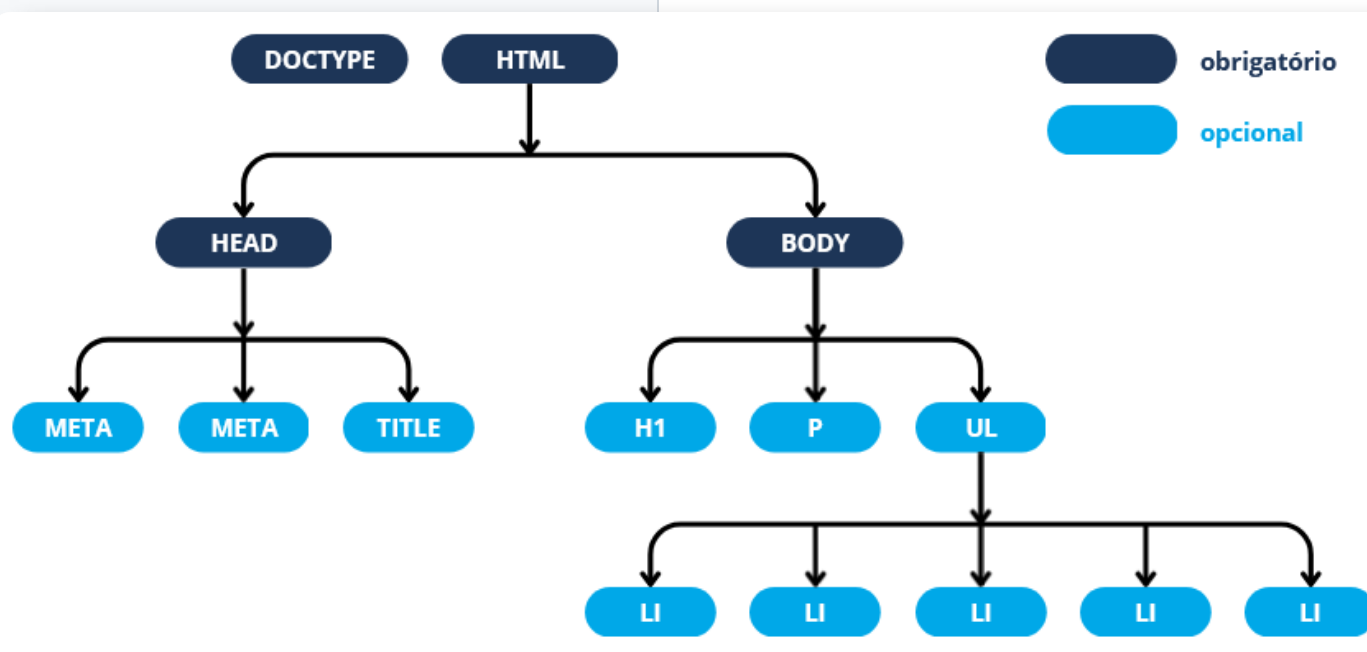 DOCTYPE
HTML
obrigatório
opcional
HEAD
BODY
META
META
TITLE
H1
P
UL
LI
LI
LI
LI
LI